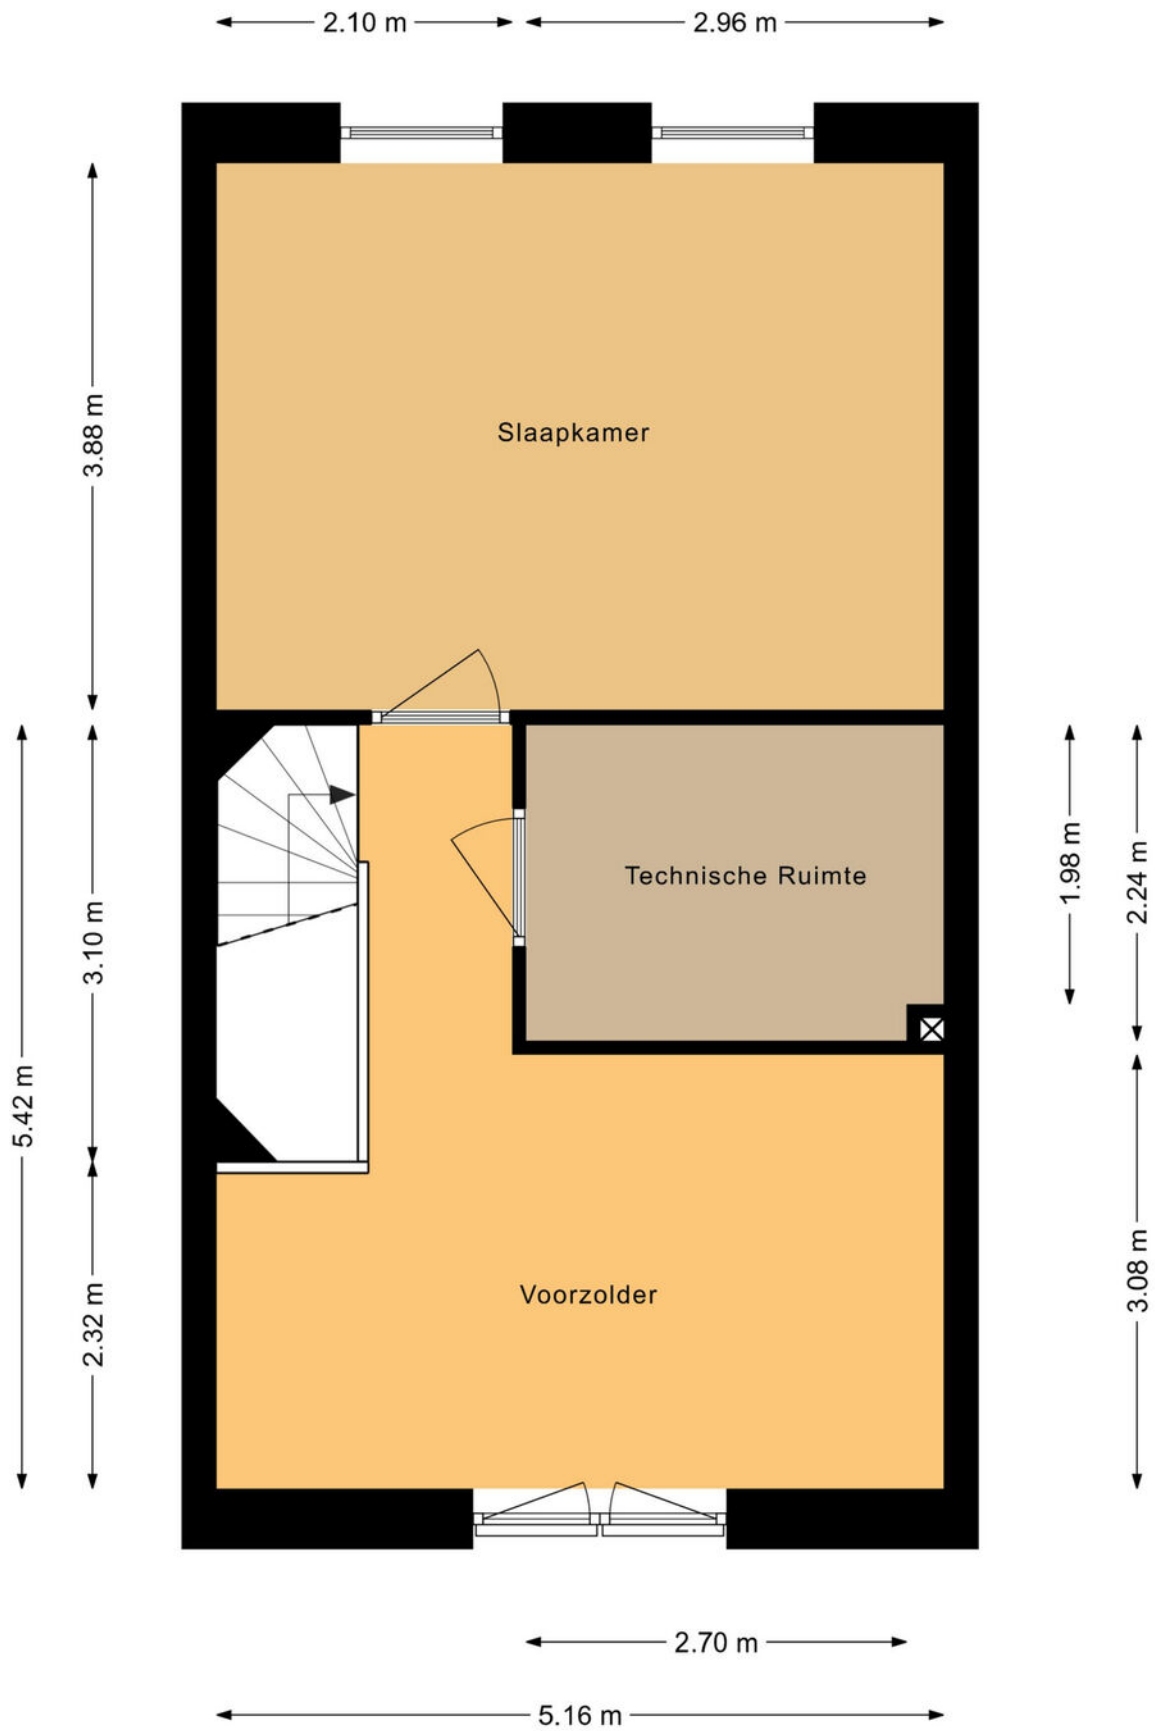 2.10 m
2.96 m
3.88 m
Slaapkamer
Technische Ruimte
1.98 m
2.24 m
3.10 m
5.42 m
3.08 m
Voorzolder
2.32 m
2.70 m
5.16 m